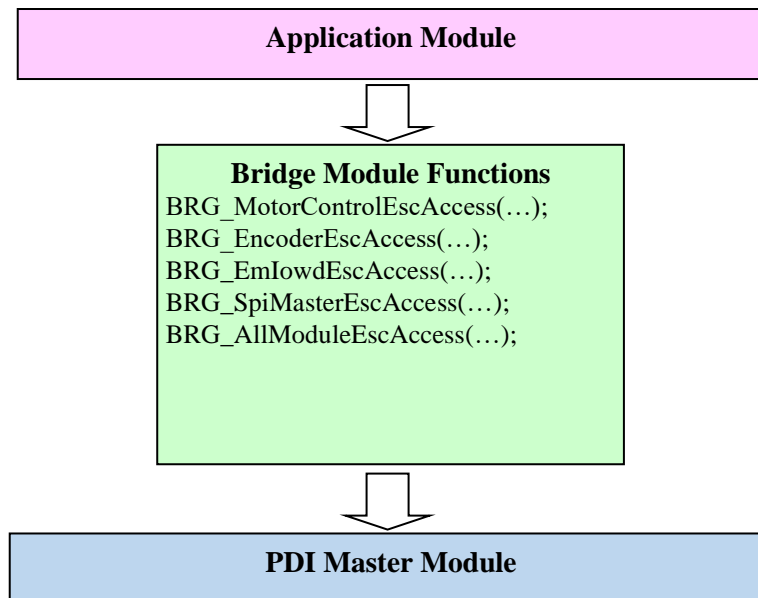 Application Module
Bridge Module Functions
BRG_MotorControlEscAccess(…);
BRG_EncoderEscAccess(…);
BRG_EmIowdEscAccess(…);
BRG_SpiMasterEscAccess(…);
BRG_AllModuleEscAccess(…);
PDI Master Module